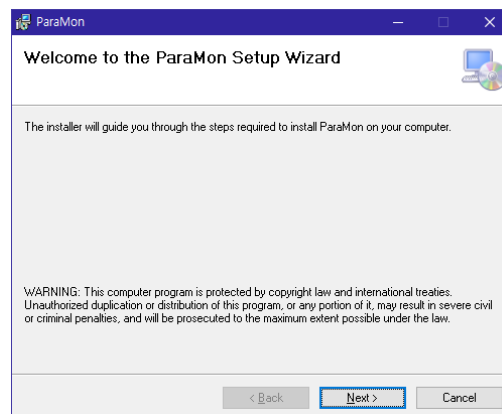 ParaMon
Welcome to the ParaMon Setup Wizard
The installer will guide you through the steps required to install ParaMon on your computer.
WARNING: This computer program is protected by copyright law and international treaties.
Unauthorized duplication or distribution of this program, or any portion of it, may result in severe civil
or criminal penalties, and will be prosecuted to the maximum extent possible under the law.
< Back
Next >
Cancel